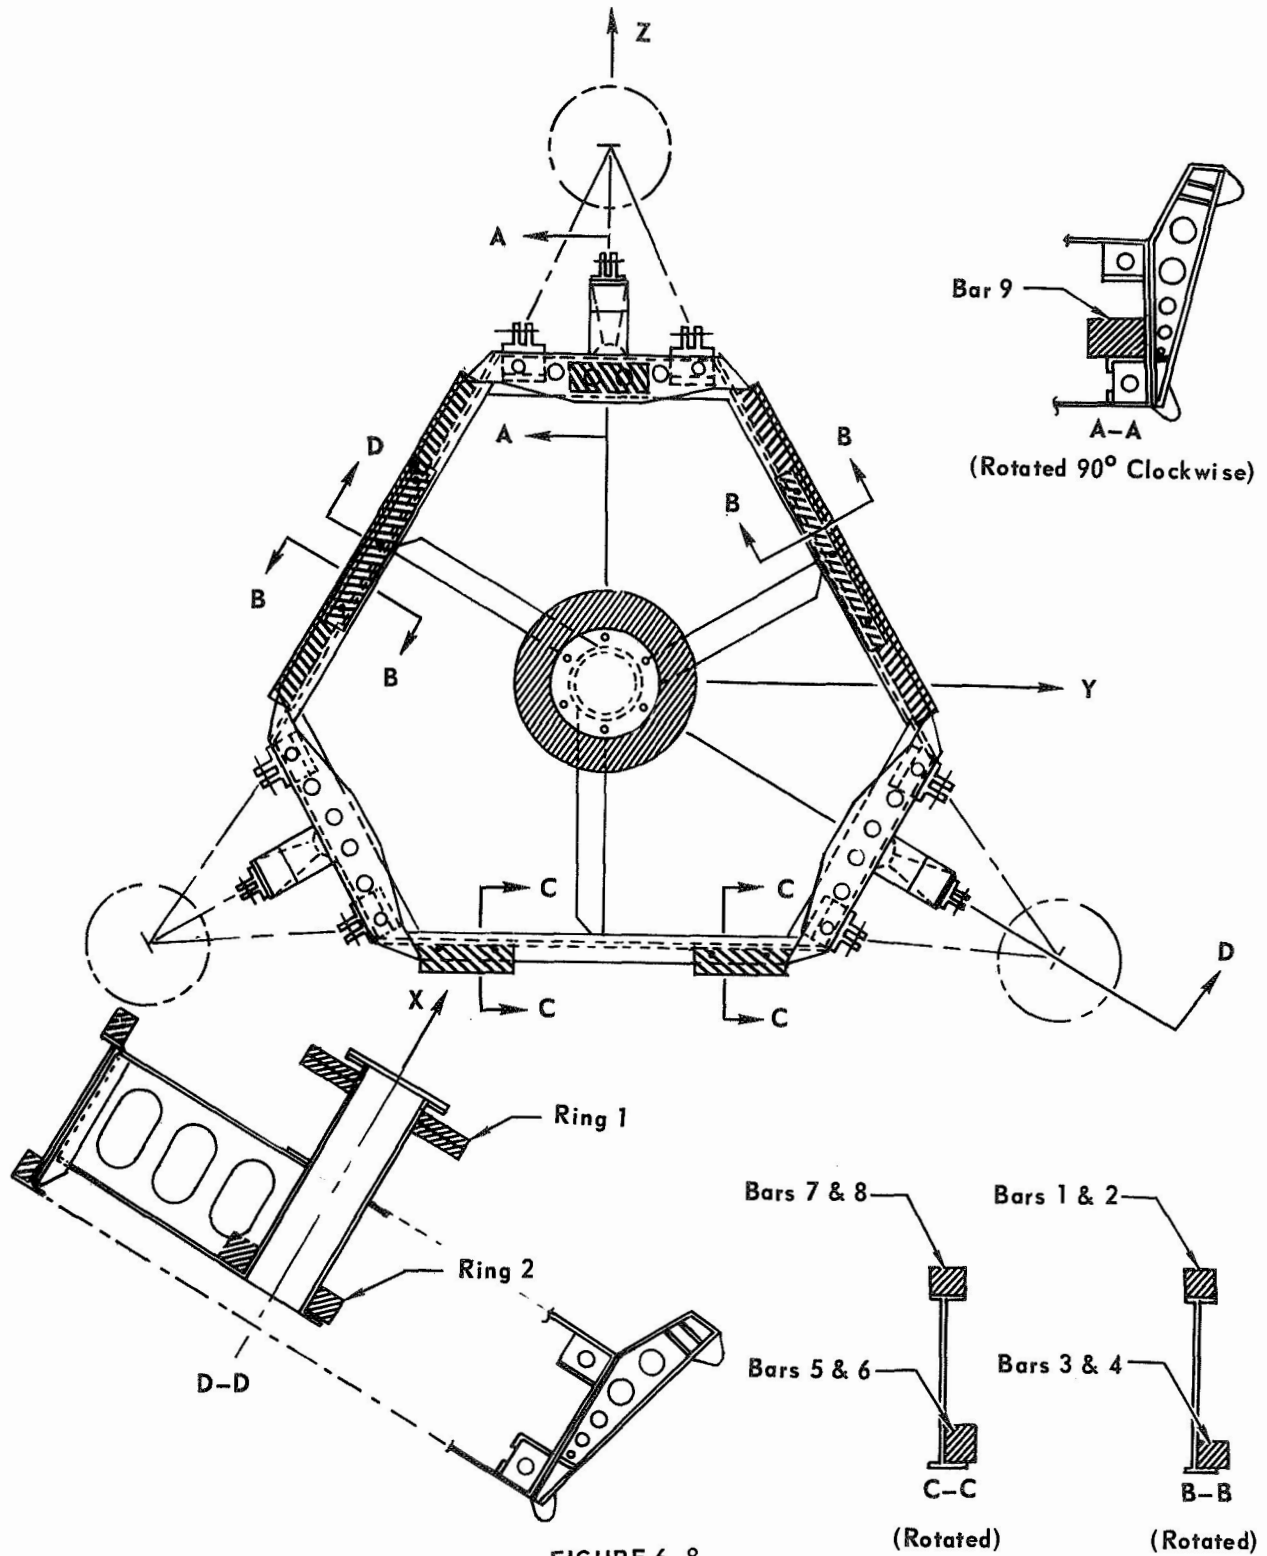 Z
A
Bar 9
A
D
B
B
A–A
(Rotated 90° Clockwise)
B
B
Y
C
C
D
X
C
C
Ring 1
Bars 7 & 8
Bars 1 & 2
Ring 2
Bars 5 & 6
Bars 3 & 4
D–D
C–C
B–B
(Rotated)
(Rotated)